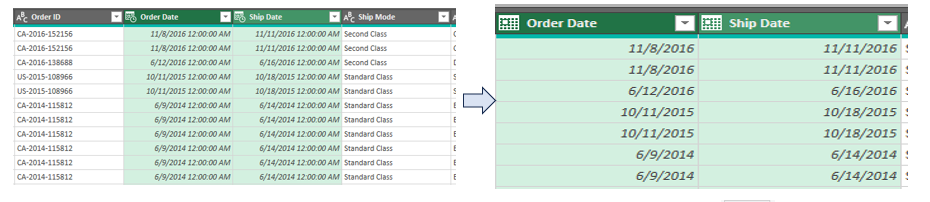 ABC Order ID Order Date Ship Date ABC Ship Mode
CA-2016-152156 11/8/2016 12:00:00 AM 11/11/2016 12:00:00 AM Second Class
CA-2016-152156 11/8/2016 12:00:00 AM 11/11/2016 12:00:00 AM Second Class
CA-2016-138688 6/12/2016 12:00:00 AM 6/16/2016 12:00:00 AM Second Class
US-2015-108966 10/11/2015 12:00:00 AM 10/18/2015 12:00:00 AM Standard Class
US-2015-108966 10/11/2015 12:00:00 AM 10/18/2015 12:00:00 AM Standard Class
CA-2014-115812 6/9/2014 12:00:00 AM 6/14/2014 12:00:00 AM Standard Class
CA-2014-115812 6/9/2014 12:00:00 AM 6/14/2014 12:00:00 AM Standard Class
CA-2014-115812 6/9/2014 12:00:00 AM 6/14/2014 12:00:00 AM Standard Class
CA-2014-115812 6/9/2014 12:00:00 AM 6/14/2014 12:00:00 AM Standard Class
CA-2014-115812 6/9/2014 12:00:00 AM 6/14/2014 12:00:00 AM Standard Class
CA-2014-115812 6/9/2014 12:00:00 AM 6/14/2014 12:00:00 AM Standard Class
Order Date Ship Date
11/8/2016 11/11/2016
11/8/2016 11/11/2016
6/12/2016 6/16/2016
10/11/2015 10/18/2015
10/11/2015 10/18/2015
6/9/2014 6/14/2014
6/9/2014 6/14/2014